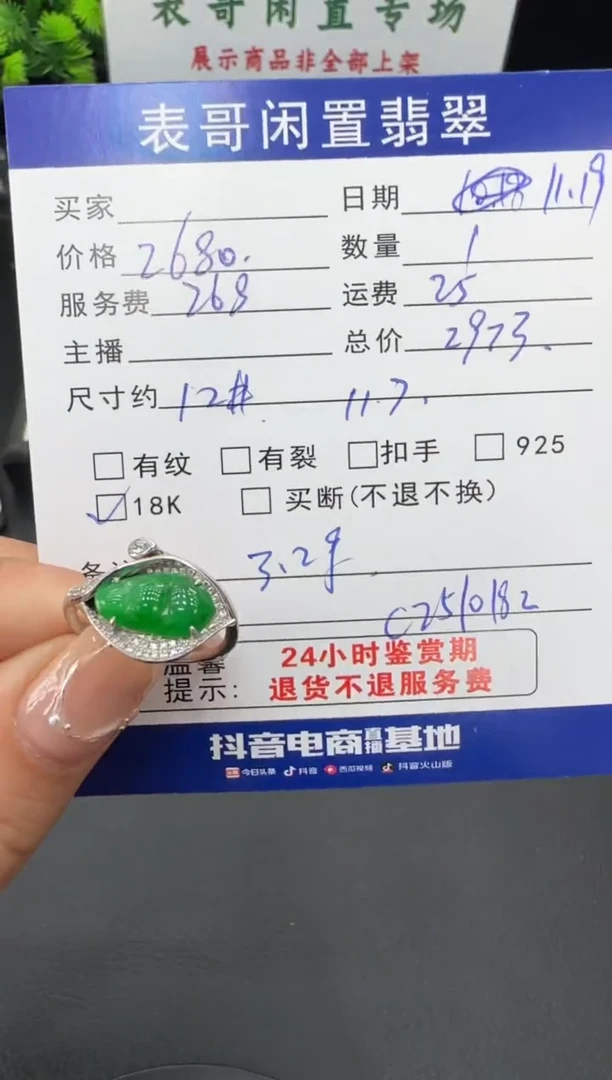 表哥闲置专场
展示商品非全部上架
表哥闲置翡翠
买家 日期 11.19
价格 2680. 数量 1
服务费 268 运费 25
主播 总价 2973.
尺寸约 12# 11.7.
有纹 有裂 扣手 925
18K 买断(不退不换)
3.2g
C2510182
温馨 24小时鉴赏期
提示: 退货不退服务费
抖音电商直播基地
今日头条 抖音 西瓜视频 抖音火山版